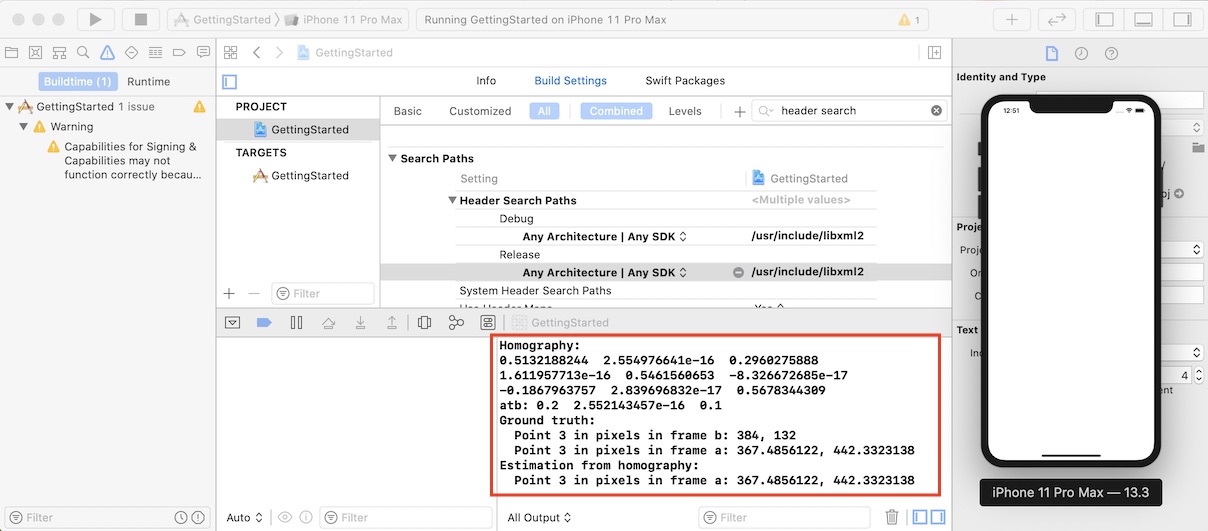 GettingStarted
iPhone 11 Pro Max
Running GettingStarted on iPhone 11 Pro Max
1
GettingStarted
Buildtime (1)
Runtime
Info
Build Settings
Swift Packages
Identity and Type
GettingStarted 1 issue
Warning
Capabilities for Signing &
Capabilities may not
function correctly becau...
PROJECT
GettingStarted
TARGETS
GettingStarted
Filter
Basic
Customized
All
Combined
Levels
header search
Search Paths
Setting
GettingStarted
Header Search Paths
<Multiple values>
Debug
Any Architecture | Any SDK
/usr/include/libxml2
Release
Any Architecture | Any SDK
/usr/include/libxml2
System Header Search Paths
GettingStarted
Homography:
0.5132188244 2.554976641e-16 0.2960275888
1.611957713e-16 0.5461560653 -8.326672685e-17
-0.1867963757 2.839696832e-17 0.5678344309
atb: 0.2 2.552143457e-16 0.1
Ground truth:
Point 3 in pixels in frame b: 384, 132
Point 3 in pixels in frame a: 367.4856122, 442.3323138
Estimation from homography:
Point 3 in pixels in frame a: 367.4856122, 442.3323138
12:51
Text
4
iPhone 11 Pro Max — 13.3
Filter
Auto
Filter
All Output
Filter